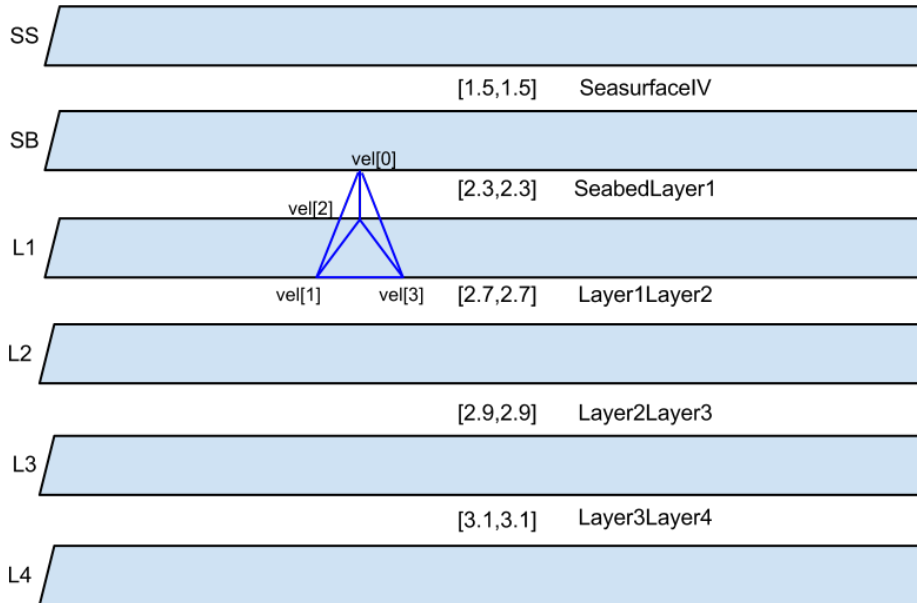 SS
[1.5,1.5] SeasurfaceIV
SB
vel[0]
[2.3,2.3] SeabedLayer1
vel[2]
L1
vel[1] vel[3] [2.7,2.7] Layer1Layer2
L2
[2.9,2.9] Layer2Layer3
L3
[3.1,3.1] Layer3Layer4
L4